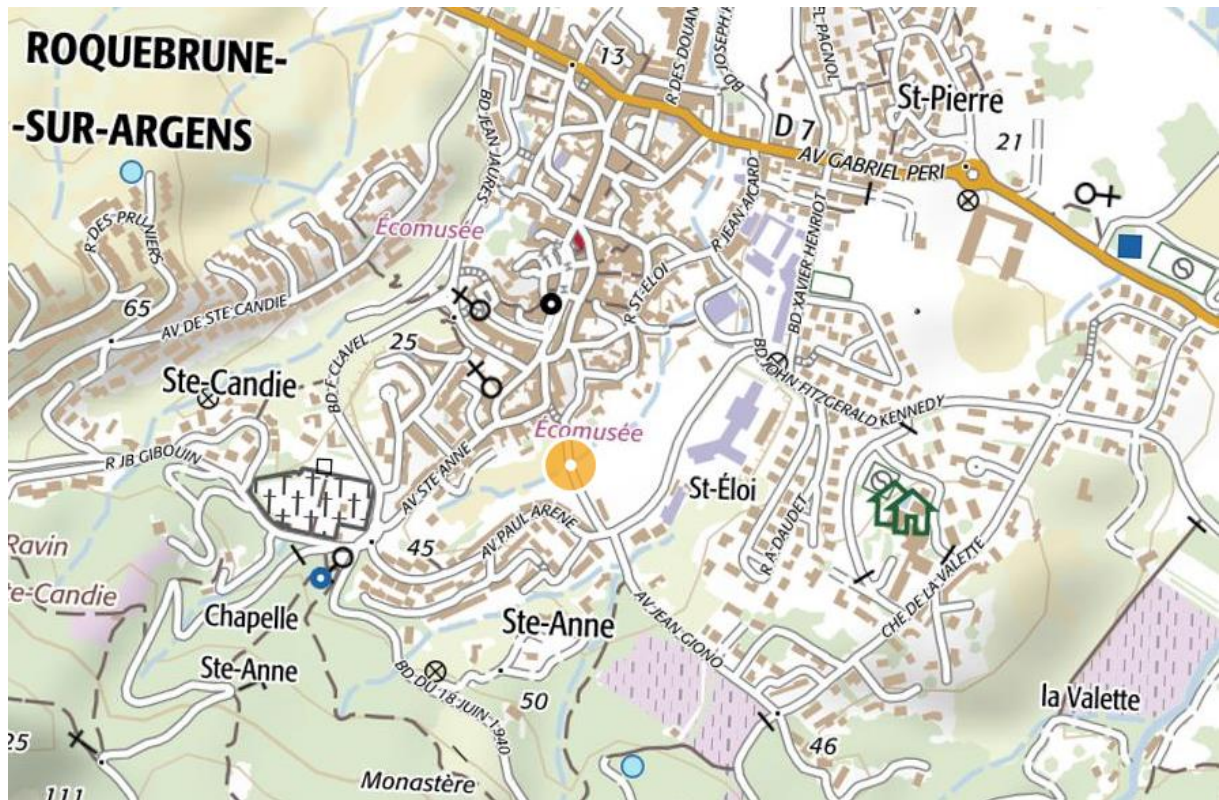 ROQUEBRUNE-
-SUR-ARGENS
13
R DES DOUAN
BD JOSEPH
EL PAGNOL
St-Pierre
D 7
21
AV GABRIEL PERI
BD JEAN JAURES
R JEAN AICARD
Écomusée
R DES PRUNIERS
BD XAVIER HENRIOT
65
AV DE STE CANDIE
R ST-ELOI
25
BD F CLAVEL
Ste-Candie
BD JOHN FITZGERALD KENNEDY
Écomusée
R JB GIBOUIN
AV STE ANNE
St-Éloi
R A DAUDET
AV PAUL ARENE
45
Ravin
te-Candie
Chapelle
Ste-Anne
Ste-Anne
AV JEAN GIONO
CHE DE LA VALETTE
BD DU 18 JUIN 1940
50
la Valette
25
46
Monastère
111